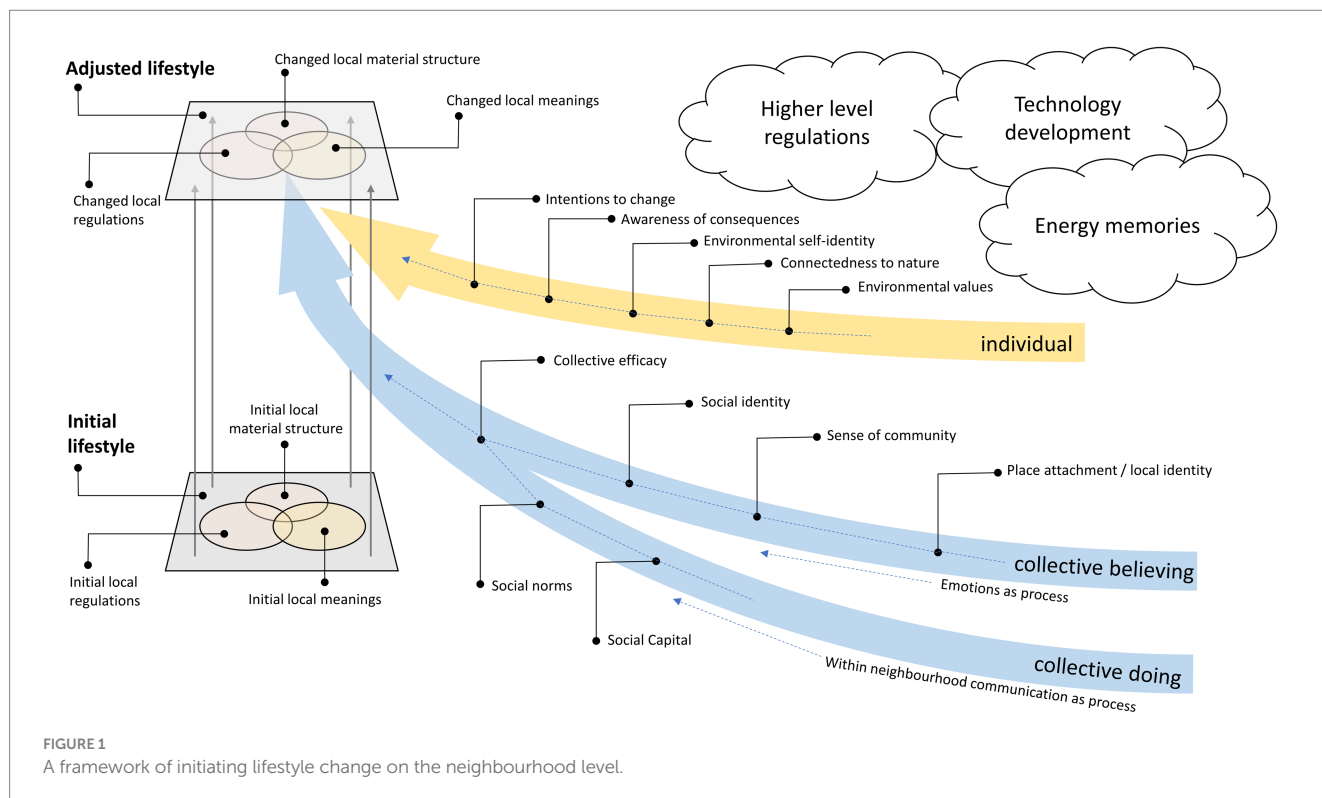 Adjusted lifestyle
Changed local material structure
Changed local meanings
Changed local
regulations
Higher level
regulations
Technology
development
Energy memories
Intentions to change
Awareness of consequences
Environmental self-identity
Connectedness to nature
Environmental values
individual
Initial
lifestyle
Initial local
material structure
Initial local
regulations
Initial local meanings
Collective efficacy
Social identity
Sense of community
Place attachment / local identity
collective believing
Emotions as process
Social norms
Social Capital
collective doing
Within neighbourhood communication as process
FIGURE 1
A framework of initiating lifestyle change on the neighbourhood level.